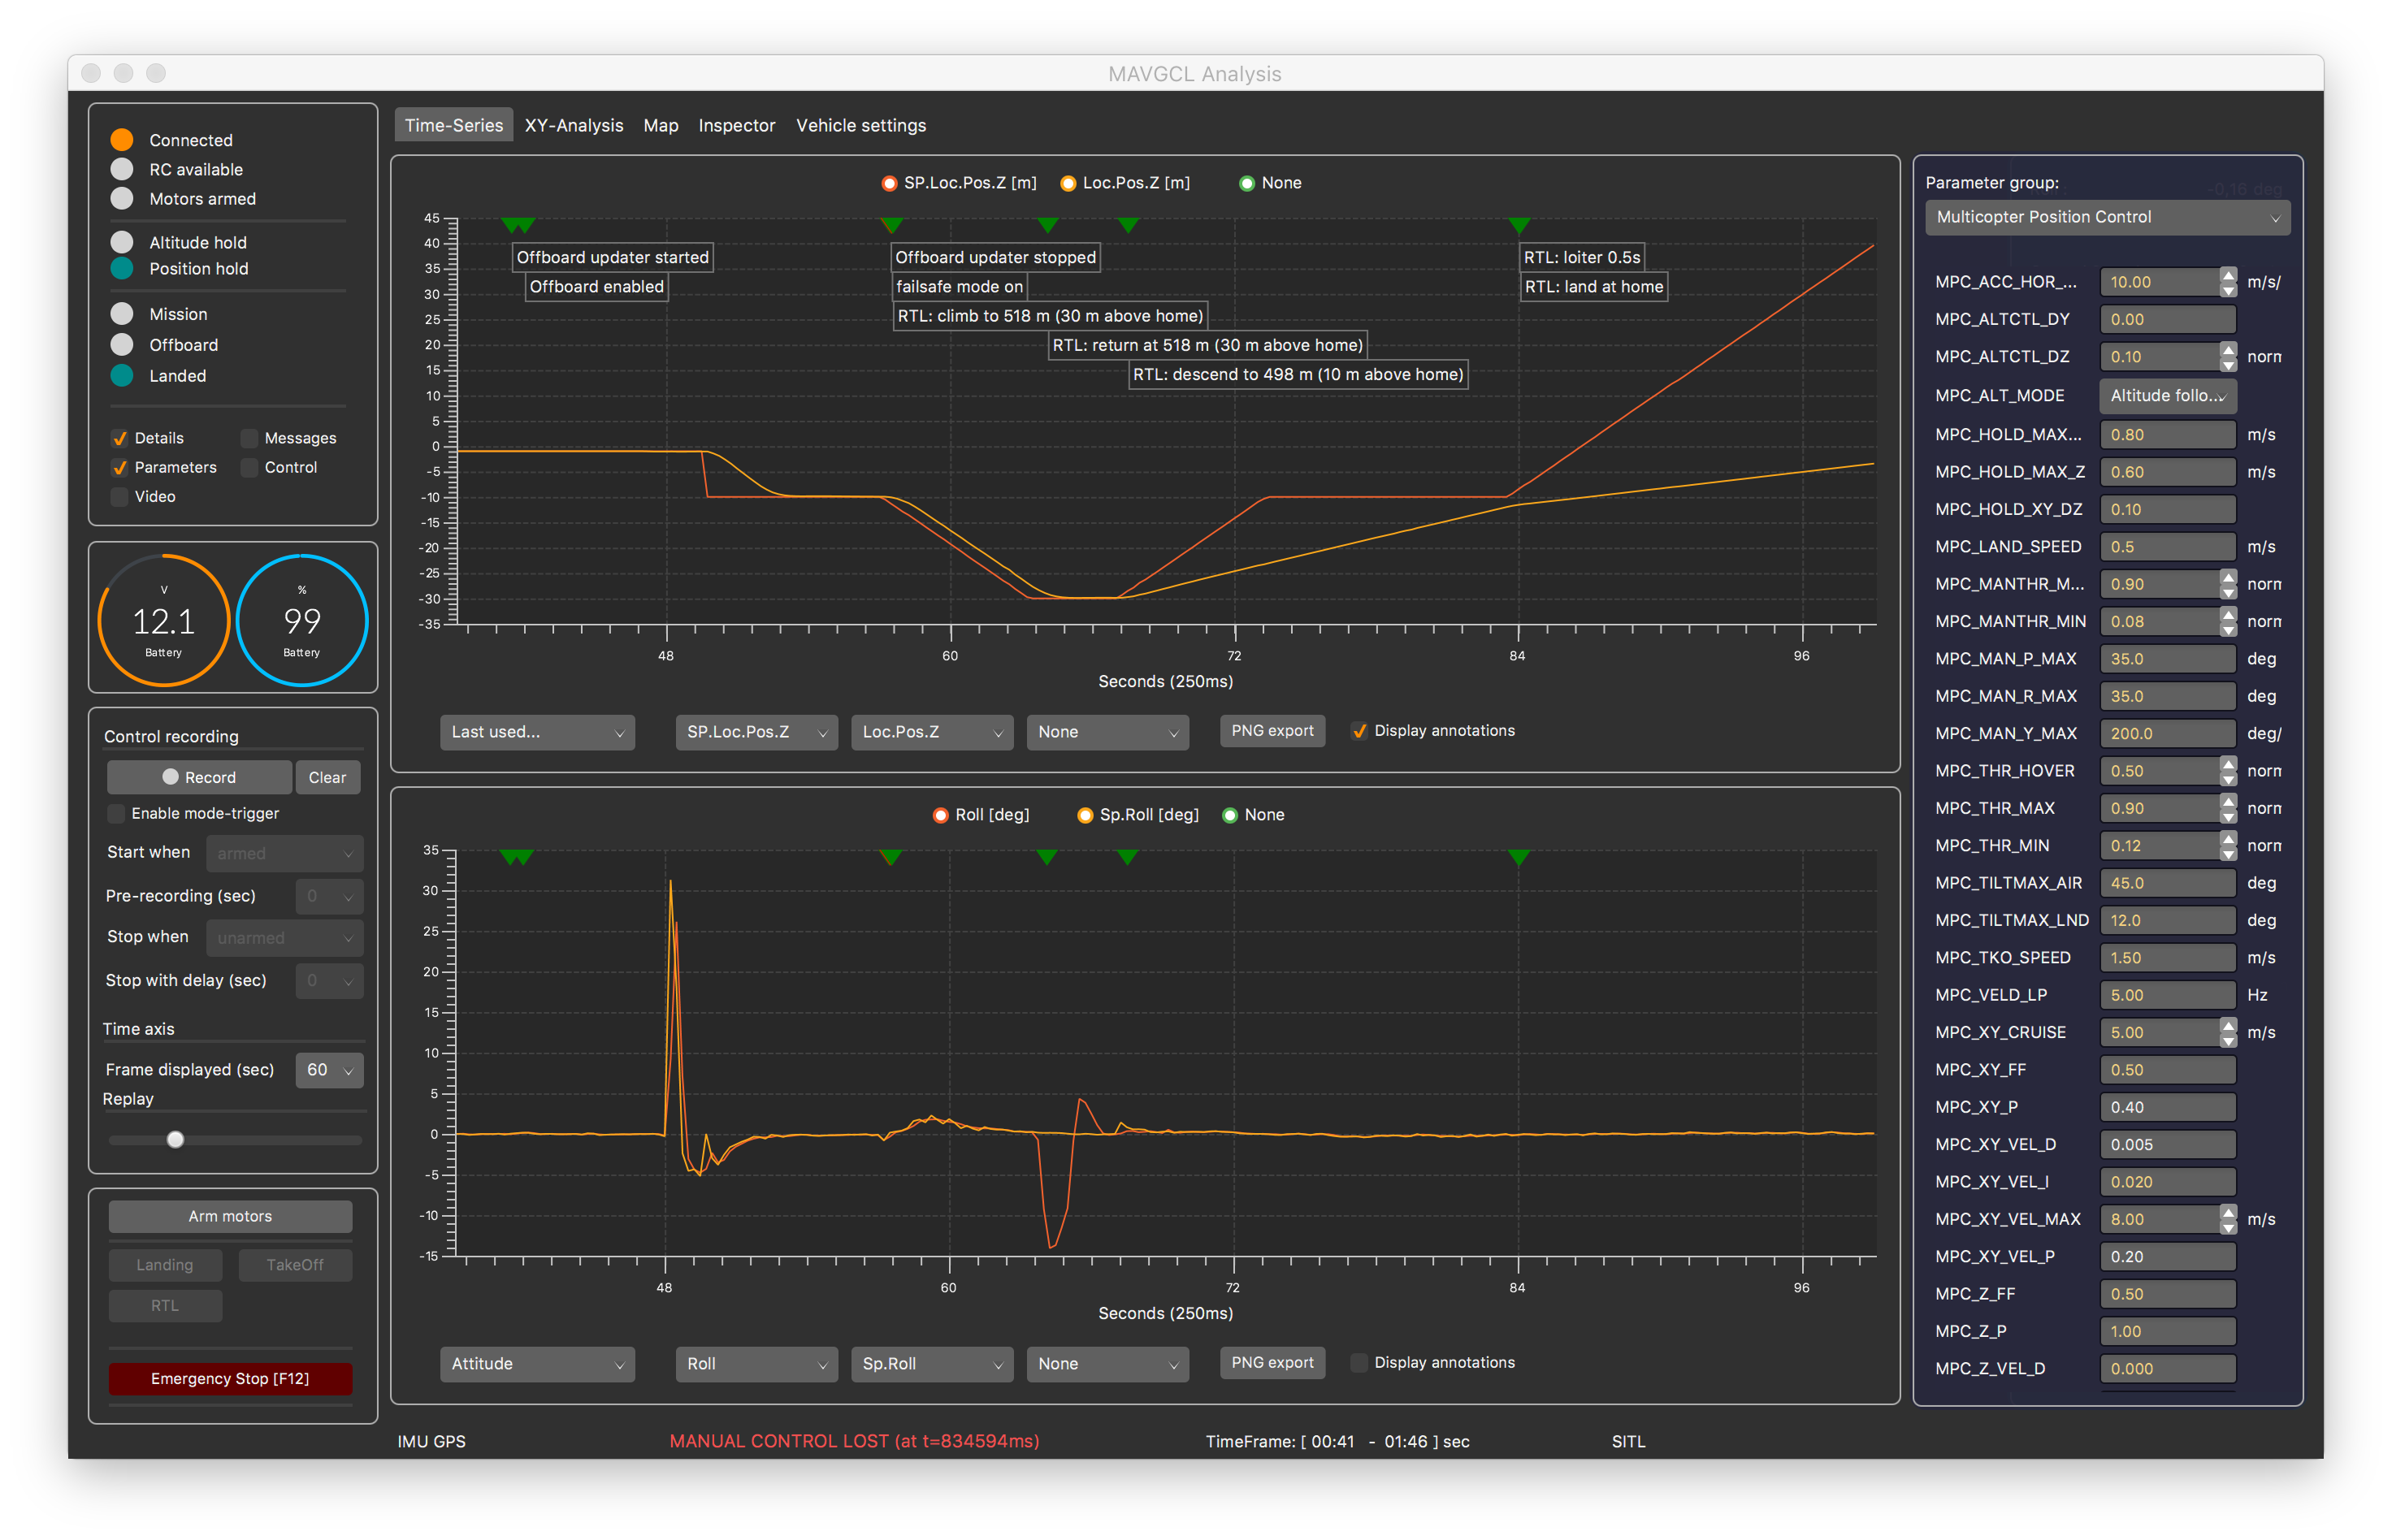 MAVGCL Analysis
Connected
RC available
Motors armed
Altitude hold
Position hold
Mission
Offboard
Landed
Details Messages
Parameters Control
Video
V
12.1
Battery
%
99
Battery
Control recording
Record Clear
Enable mode-trigger
Start when armed
Pre-recording (sec) 0
Stop when unarmed
Stop with delay (sec) 0
Time axis
Frame displayed (sec) 60
Replay
Arm motors
Landing TakeOff
RTL
Emergency Stop [F12]
Time-Series XY-Analysis Map Inspector Vehicle settings
SP.Loc.Pos.Z [m] Loc.Pos.Z [m] None
45
40
35
30
25
20
15
10
5
0
-5
-10
-15
-20
-25
-30
-35
Offboard updater started
Offboard enabled
Offboard updater stopped
failsafe mode on
RTL: climb to 518 m (30 m above home)
RTL: return at 518 m (30 m above home)
RTL: descend to 498 m (10 m above home)
RTL: loiter 0.5s
RTL: land at home
48 60 72 84 96
Seconds (250ms)
Last used... SP.Loc.Pos.Z Loc.Pos.Z None PNG export Display annotations
Roll [deg] Sp.Roll [deg] None
35
30
25
20
15
10
5
0
-5
-10
-15
48 60 72 84 96
Seconds (250ms)
Attitude Roll Sp.Roll None PNG export Display annotations
Parameter group:
-0,16 deg
Multicopter Position Control
MPC_ACC_HOR_... 10.00 m/s/
MPC_ALTCTL_DY 0.00
MPC_ALTCTL_DZ 0.10 norn
MPC_ALT_MODE Altitude follo...
MPC_HOLD_MAX... 0.80 m/s
MPC_HOLD_MAX_Z 0.60 m/s
MPC_HOLD_XY_DZ 0.10
MPC_LAND_SPEED 0.5 m/s
MPC_MANTHR_M... 0.90 norn
MPC_MANTHR_MIN 0.08 norn
MPC_MAN_P_MAX 35.0 deg
MPC_MAN_R_MAX 35.0 deg
MPC_MAN_Y_MAX 200.0 deg/
MPC_THR_HOVER 0.50 norn
MPC_THR_MAX 0.90 norn
MPC_THR_MIN 0.12 norn
MPC_TILTMAX_AIR 45.0 deg
MPC_TILTMAX_LND 12.0 deg
MPC_TKO_SPEED 1.50 m/s
MPC_VELD_LP 5.00 Hz
MPC_XY_CRUISE 5.00 m/s
MPC_XY_FF 0.50
MPC_XY_P 0.40
MPC_XY_VEL_D 0.005
MPC_XY_VEL_I 0.020
MPC_XY_VEL_MAX 8.00 m/s
MPC_XY_VEL_P 0.20
MPC_Z_FF 0.50
MPC_Z_P 1.00
MPC_Z_VEL_D 0.000
IMU GPS MANUAL CONTROL LOST (at t=834594ms) TimeFrame: [ 00:41 - 01:46 ] sec SITL